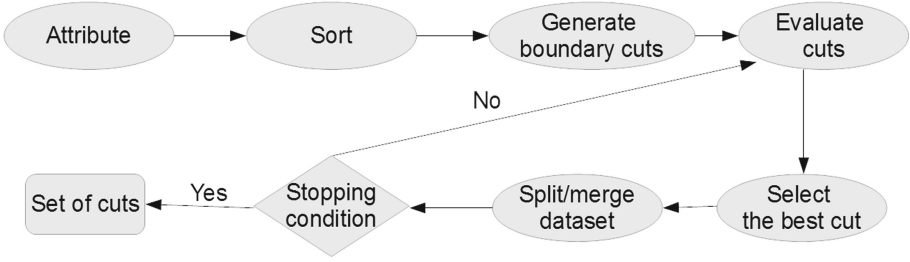 Attribute
Sort
Generate
boundary cuts
Evaluate
cuts
No
Set of cuts
Yes
Stopping
condition
Split/merge
dataset
Select
the best cut